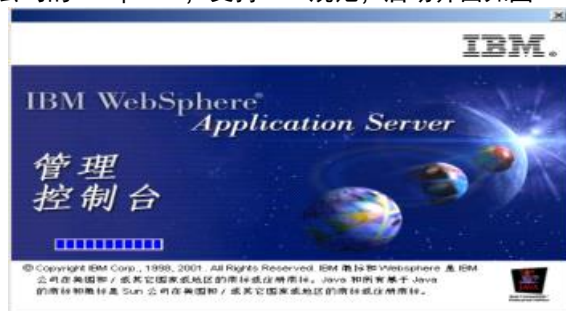 IBM.
IBM WebSphere®
Application Server
管理
控制台
© Copyright IBM Corp., 1998, 2001. All Rights Reserved. IBM 徽标和 Websphere 是 IBM
公司在美国和／或其它国家或地区的商标或注册商标。Java 和所有基于 Java
的商标和徽标是 Sun 公司在美国和／或其它国家或地区的商标或注册商标。